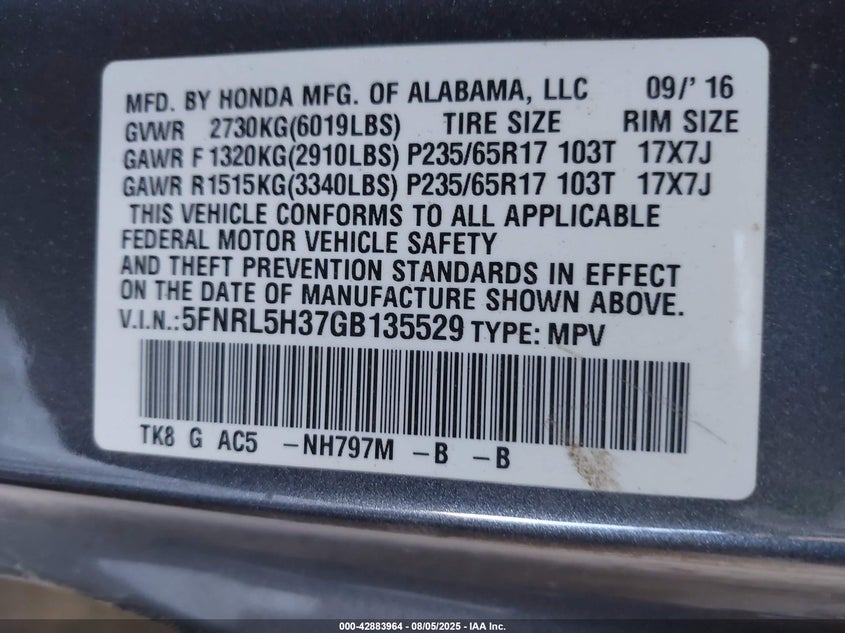 MFD. BY HONDA MFG. OF ALABAMA, LLC 09/' 16
GVWR 2730KG(6019LBS) TIRE SIZE RIM SIZE
GAWR F 1320KG(2910LBS) P235/65R17 103T 17X7J
GAWR R1515KG(3340LBS) P235/65R17 103T 17X7J
THIS VEHICLE CONFORMS TO ALL APPLICABLE
FEDERAL MOTOR VEHICLE SAFETY
AND THEFT PREVENTION STANDARDS IN EFFECT
ON THE DATE OF MANUFACTURE SHOWN ABOVE.
V.I.N.:5FNRL5H37GB135529 TYPE: MPV
TK8 G AC5 -NH797M -B -B
000-42883964 - 08/05/2025 - IAA Inc.